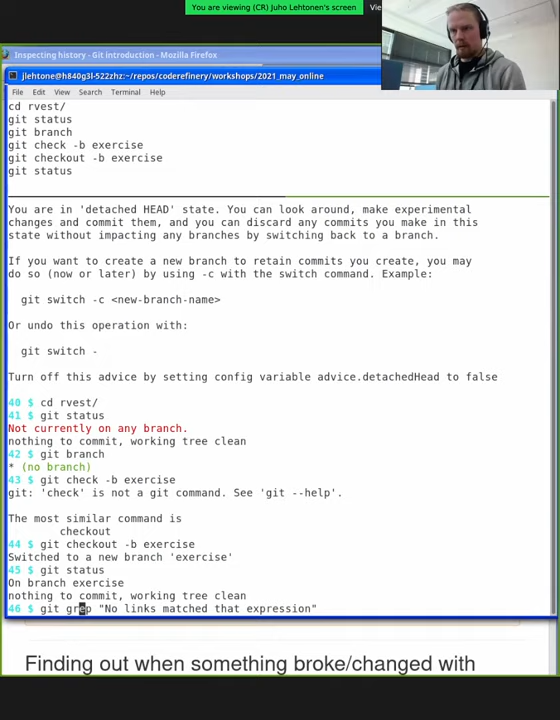 You are viewing (CR) Juho Lehtonen's screen
Vie
Inspecting history - Git introduction - Mozilla Firefox
jlehtone@h840g3l-522zhz:~/repos/coderefinery/workshops/2021_may_online
File Edit View Search Terminal Help
cd rvest/
git status
git branch
git check -b exercise
git checkout -b exercise
git status
You are in 'detached HEAD' state. You can look around, make experimental
changes and commit them, and you can discard any commits you make in this
state without impacting any branches by switching back to a branch.
If you want to create a new branch to retain commits you create, you may
do so (now or later) by using -c with the switch command. Example:
git switch -c <new-branch-name>
Or undo this operation with:
git switch -
Turn off this advice by setting config variable advice.detachedHead to false
40 $ cd rvest/
41 $ git status
Not currently on any branch.
nothing to commit, working tree clean
42 $ git branch
* (no branch)
43 $ git check -b exercise
git: 'check' is not a git command. See 'git --help'.
The most similar command is
checkout
44 $ git checkout -b exercise
Switched to a new branch 'exercise'
45 $ git status
On branch exercise
nothing to commit, working tree clean
46 $ git grep "No links matched that expression"
Finding out when something broke/changed with